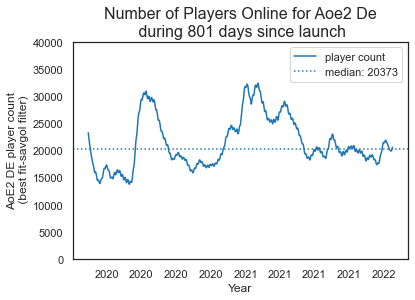 Number of Players Online for Aoe2 De
during 801 days since launch
40000
35000
30000
25000
20000
15000
10000
5000
0
AoE2 DE player count
(best fit-savgol filter)
player count
median: 20373
2020 2020 2020 2020 2021 2021 2021 2021 2022
Year